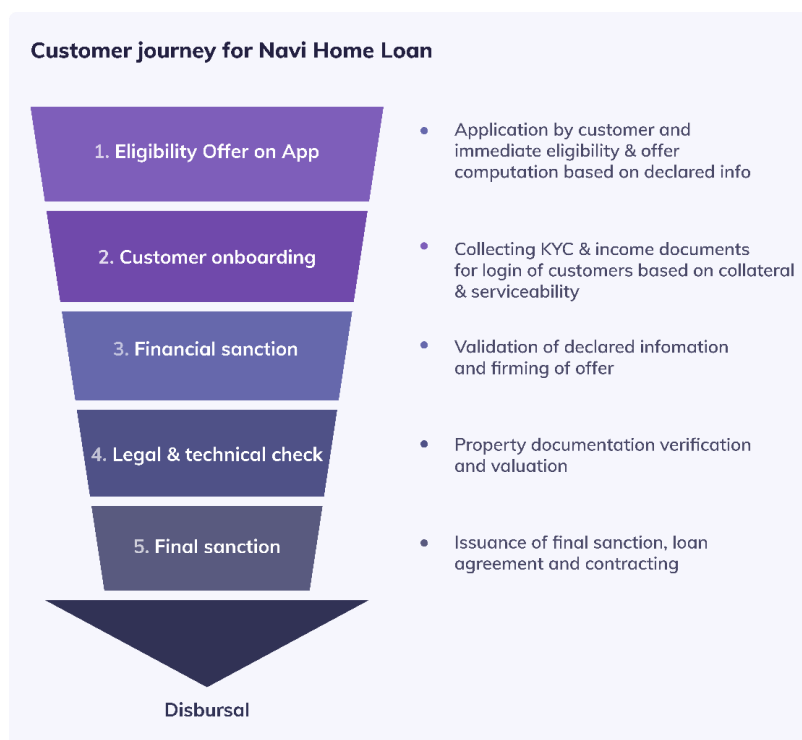 Customer journey for Navi Home Loan
1. Eligibility Offer on App
Application by customer and
immediate eligibility & offer
computation based on declared info
2. Customer onboarding
Collecting KYC & income documents
for login of customers based on collateral
& serviceability
3. Financial sanction
Validation of declared infomation
and firming of offer
4. Legal & technical check
Property documentation verification
and valuation
5. Final sanction
Issuance of final sanction, loan
agreement and contracting
Disbursal